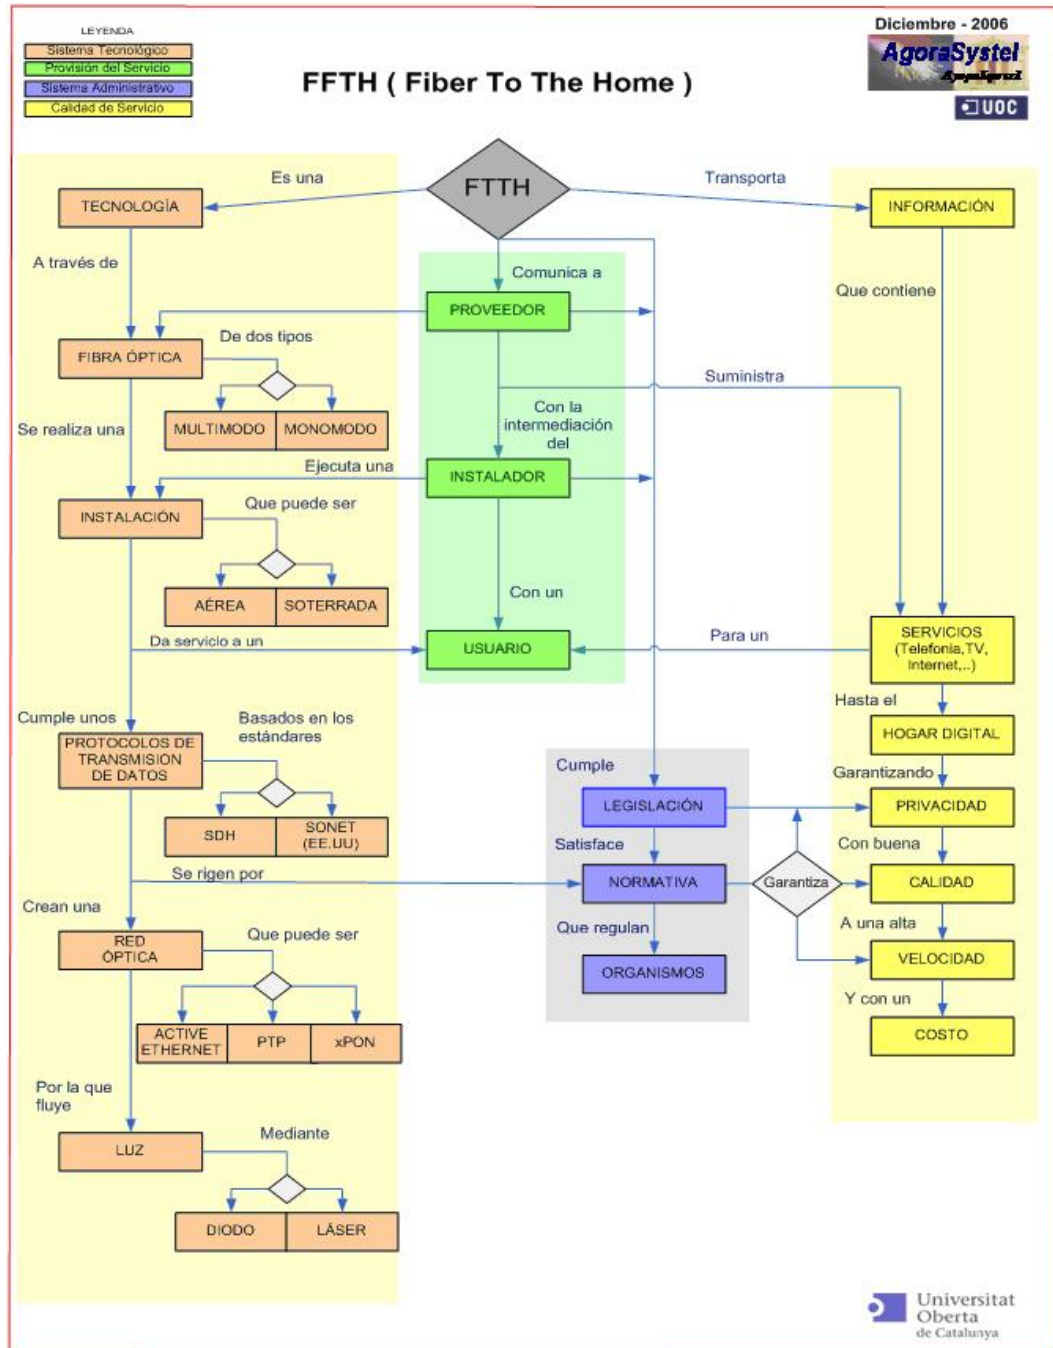 Diciembre - 2006
LEYENDA
Sistema Tecnológico
Provisión del Servicio
Sistema Administrativo
Calidad de Servicio
FFTH ( Fiber To The Home )
AgoraSystel
UOC
FTTH
Es una
Transporta
TECNOLOGÍA
INFORMACIÓN
A través de
Comunica a
Que contiene
PROVEEDOR
De dos tipos
FIBRA ÓPTICA
Suministra
MULTIMODO
MONOMODO
Se realiza una
Con la
intermediación
del
Ejecuta una
INSTALADOR
Que puede ser
INSTALACIÓN
AÉREA
SOTERRADA
Con un
Da servicio a un
USUARIO
Para un
SERVICIOS
(Telefonia,TV,
Internet,..)
Hasta el
Cumple unos
Basados en los
estándares
HOGAR DIGITAL
PROTOCOLOS DE
TRANSMISION
DE DATOS
Cumple
Garantizando
LEGISLACIÓN
PRIVACIDAD
SDH
SONET
(EE.UU)
Satisface
Con buena
Se rigen por
NORMATIVA
Garantiza
CALIDAD
Crean una
Que regulan
A una alta
RED
ÓPTICA
Que puede ser
VELOCIDAD
ORGANISMOS
Y con un
ACTIVE
ETHERNET
PTP
xPON
COSTO
Por la que
fluye
LUZ
Mediante
DIODO
LÁSER
Universitat
Oberta
de Catalunya